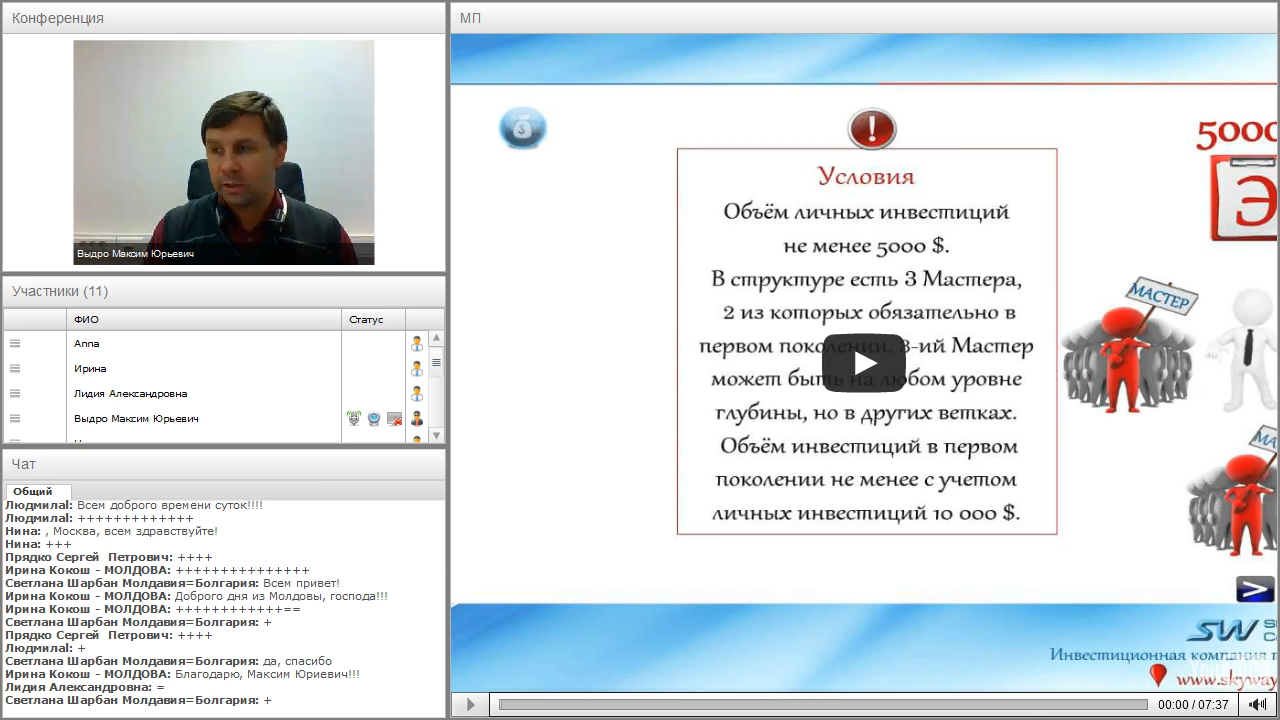 Конференция
Выдро Максим Юрьевич
Участники (11)
ФИО
Статус
Anna
Ирина
Лидия Александровна
Выдро Максим Юрьевич
Чат
Общий
Людмилаl: Всем доброго времени суток!!!!
Людмилаl: +++++++++++++
Нина: , Москва, всем здравствуйте!
Нина: +++
Прядко Сергей Петрович: ++++
Ирина Кокош - МОЛДОВА: +++++++++++++++
Светлана Шарбан Молдавия=Болгария: Всем привет!
Ирина Кокош - МОЛДОВА: Доброго дня из Молдовы, господа!!!
Ирина Кокош - МОЛДОВА: ++++++++++++==
Светлана Шарбан Молдавия=Болгария: +
Прядко Сергей Петрович: ++++
Людмилаl: +
Светлана Шарбан Молдавия=Болгария: да, спасибо
Ирина Кокош - МОЛДОВА: Благодарю, Максим Юриевич!!!
Лидия Александровна: =
Светлана Шарбан Молдавия=Болгария: +
МП
Условия
Объём личных инвестиций
не менее 5000 $.
В структуре есть 3 Мастера,
2 из которых обязательно в
первом поколении. 3-ий Мастер
может быть на любом уровне
глубины, но в других ветках.
Объём инвестиций в первом
поколении не менее с учетом
личных инвестиций 10 000 $.
5000
Э
МАСТЕР
МА
>
SW
Инвестиционная компания
www.skyway
00:00 / 07:37